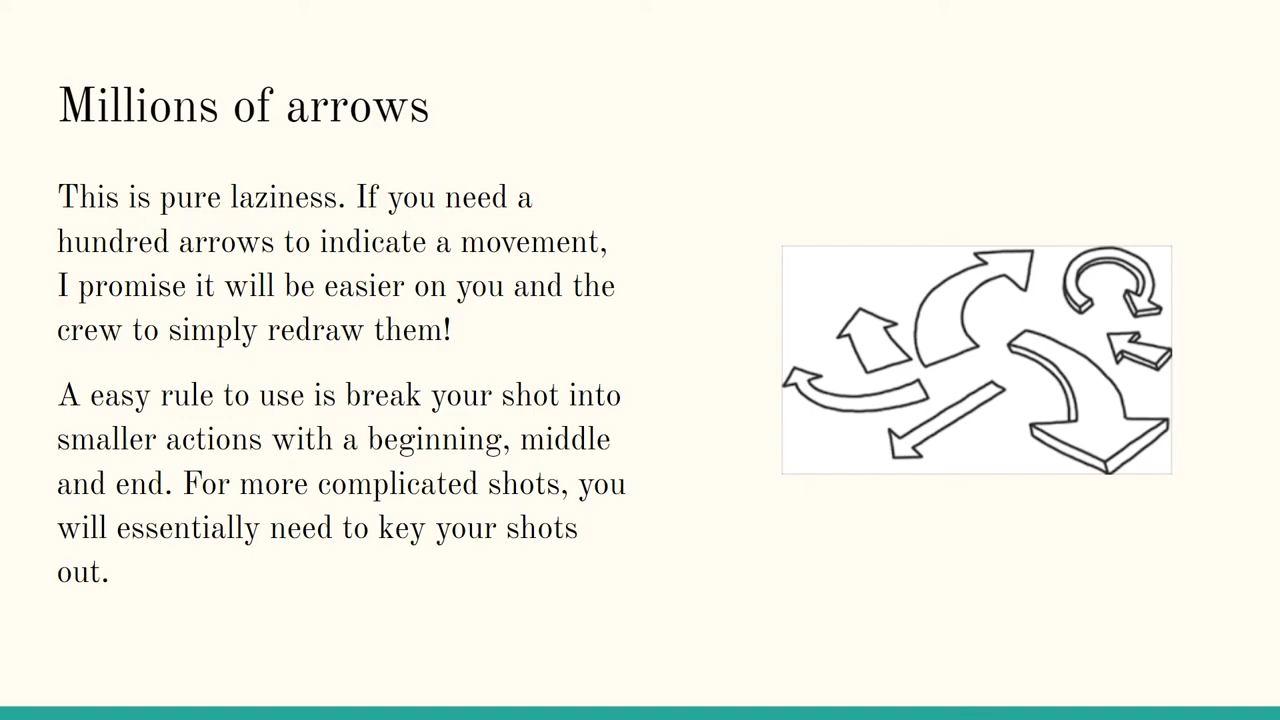 Millions of arrows
This is pure laziness. If you need a
hundred arrows to indicate a movement,
I promise it will be easier on you and the
crew to simply redraw them!
A easy rule to use is break your shot into
smaller actions with a beginning, middle
and end. For more complicated shots, you
will essentially need to key your shots
out.